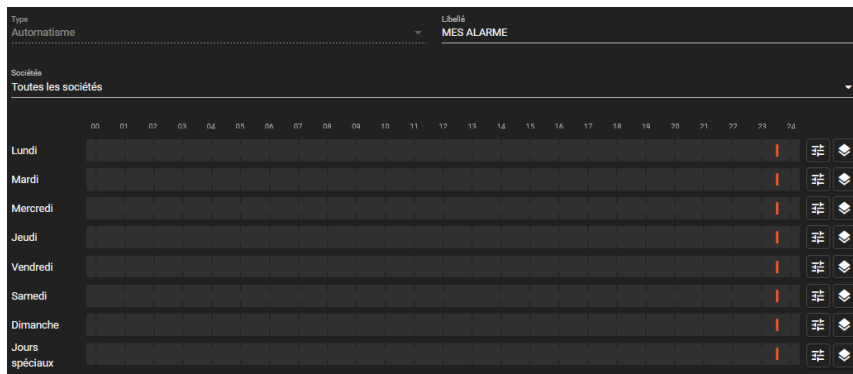 Type
Automatisme
Libellé
MES ALARME
Sociétés
Toutes les sociétés
00 01 02 03 04 05 06 07 08 09 10 11 12 13 14 15 16 17 18 19 20 21 22 23 24
Lundi
Mardi
Mercredi
Jeudi
Vendredi
Samedi
Dimanche
Jours
spéciaux